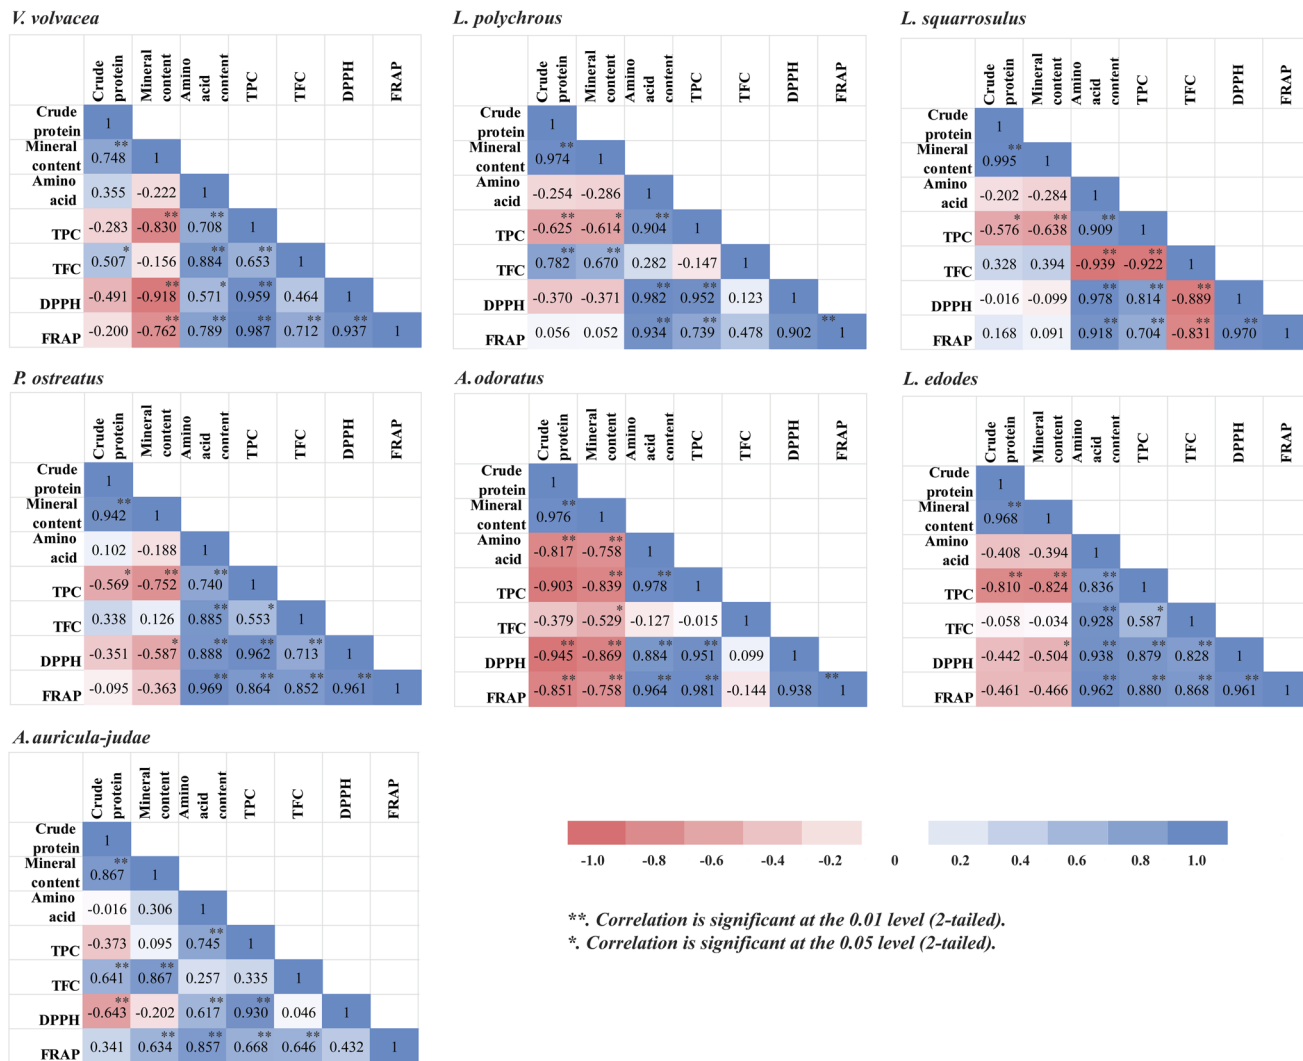 V. volvacea
Crude protein
Mineral content
Amino acid content
TPC
TFC
DPPH
FRAP
Crude protein 1
Mineral content 0.748** 1
Amino acid 0.355 -0.222 1
TPC -0.283 -0.830** 0.708** 1
TFC 0.507* -0.156 0.884** 0.653** 1
DPPH -0.491 -0.918** 0.571* 0.959** 0.464 1
FRAP -0.200 -0.762** 0.789** 0.987** 0.712** 0.937** 1
L. polychrous
Crude protein
Mineral content
Amino acid content
TPC
TFC
DPPH
FRAP
Crude protein 1
Mineral content 0.974** 1
Amino acid -0.254 -0.286 1
TPC -0.625** -0.614* 0.904** 1
TFC 0.782** 0.670** 0.282 -0.147 1
DPPH -0.370 -0.371 0.982** 0.952** 0.123 1
FRAP 0.056 0.052 0.934** 0.739** 0.478 0.902 **1
L. squarrosulus
Crude protein
Mineral content
Amino acid content
TPC
TFC
DPPH
FRAP
Crude protein 1
Mineral content 0.995** 1
Amino acid -0.202 -0.284 1
TPC -0.576* -0.638** 0.909** 1
TFC 0.328 0.394 -0.939** -0.922** 1
DPPH -0.016 -0.099 0.978** 0.814** -0.889** 1
FRAP 0.168 0.091 0.918** 0.704** -0.831** 0.970** 1
P. ostreatus
Crude protein
Mineral content
Amino acid content
TPC
TFC
DPPH
FRAP
Crude protein 1
Mineral content 0.942** 1
Amino acid 0.102 -0.188 1
TPC -0.569* -0.752** 0.740** 1
TFC 0.338 0.126 0.885** 0.553* 1
DPPH -0.351 -0.587* 0.888** 0.962** 0.713** 1
FRAP -0.095 -0.363 0.969** 0.864** 0.852** 0.961** 1
A. odoratus
Crude protein
Mineral content
Amino acid content
TPC
TFC
DPPH
FRAP
Crude protein 1
Mineral content 0.976** 1
Amino acid -0.817** -0.758** 1
TPC -0.903 -0.839** 0.978** 1
TFC -0.379 -0.529* -0.127 -0.015 1
DPPH -0.945** -0.869** 0.884** 0.951** 0.099 1
FRAP -0.851** -0.758** 0.964** 0.981** -0.144 0.938 **1
L. edodes
Crude protein
Mineral content
Amino acid content
TPC
TFC
DPPH
FRAP
Crude protein 1
Mineral content 0.968** 1
Amino acid -0.408 -0.394 1
TPC -0.810** -0.824** 0.836** 1
TFC -0.058 -0.034 0.928** 0.587* 1
DPPH -0.442 -0.504* 0.938** 0.879** 0.828** 1
FRAP -0.461 -0.466 0.962** 0.880** 0.868** 0.961** 1
A. auricula-judae
Crude protein
Mineral content
Amino acid content
TPC
TFC
DPPH
FRAP
Crude protein 1
Mineral content 0.867** 1
Amino acid -0.016 0.306 1
TPC -0.373 0.095 0.745** 1
TFC 0.641** 0.867** 0.257 0.335 1
DPPH -0.643** -0.202 0.617** 0.930** 0.046 1
FRAP 0.341 0.634** 0.857** 0.668** 0.646** 0.432 1
-1.0 -0.8 -0.6 -0.4 -0.2 0 0.2 0.4 0.6 0.8 1.0
**. Correlation is significant at the 0.01 level (2-tailed).
*. Correlation is significant at the 0.05 level (2-tailed).